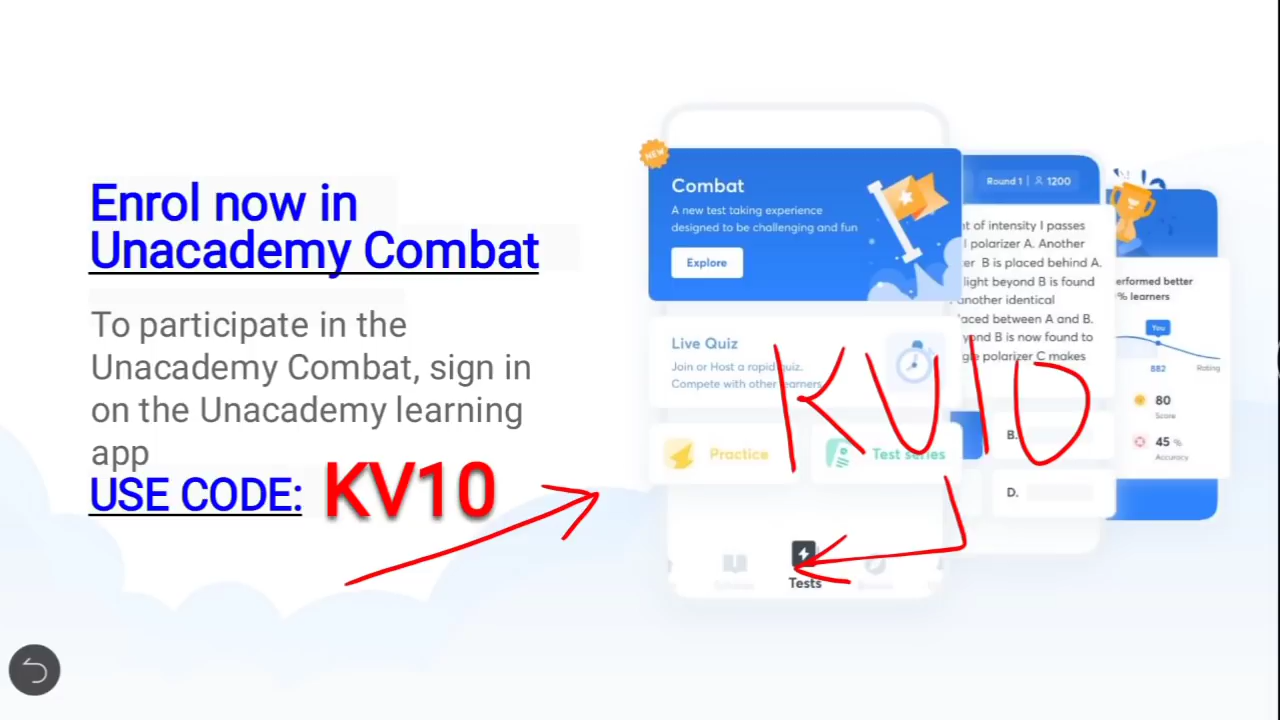 Enrol now in
Unacademy Combat
To participate in the
Unacademy Combat, sign in
on the Unacademy learning
app
USE CODE: KV10
NEW
Combat
A new test taking experience
designed to be challenging and fun
Explore
Live Quiz
Join or Host a rapid quiz.
Compete with other learners
Practice
Test series
Tests
KV10
Round 1 | 1200
of intensity I passes
polarizer A. Another
B is placed behind A.
light beyond B is found
another identical
placed between A and B.
beyond B is now found to
polarizer C makes
B.
D.
performed better
% learners
You
882 Rating
80
Score
45 %
Accuracy